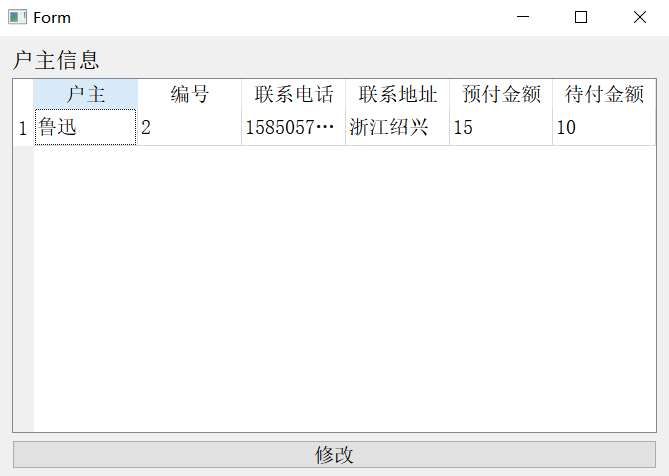 Form
户主信息
户主 编号 联系电话 联系地址 预付金额 待付金额
1 鲁迅 2 1585057… 浙江绍兴 15 10
修改